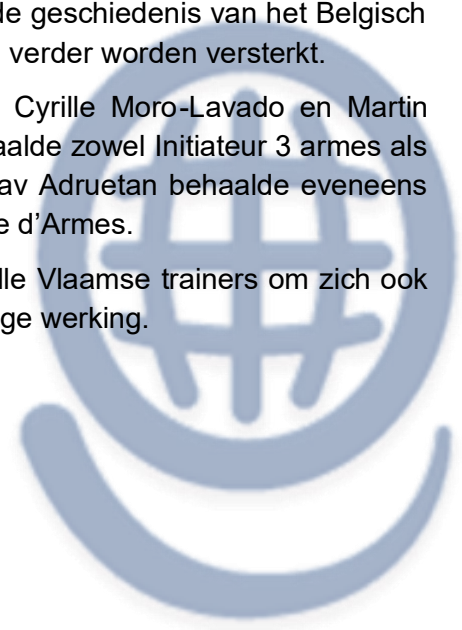 de geschiedenis van het Belgisch
verder worden versterkt.
Cyrille Moro-Lavado en Martin
aalde zowel Initiateur 3 armes als
av Adruetan behaalde eveneens
e d’Armes.
lle Vlaamse trainers om zich ook
ge werking.